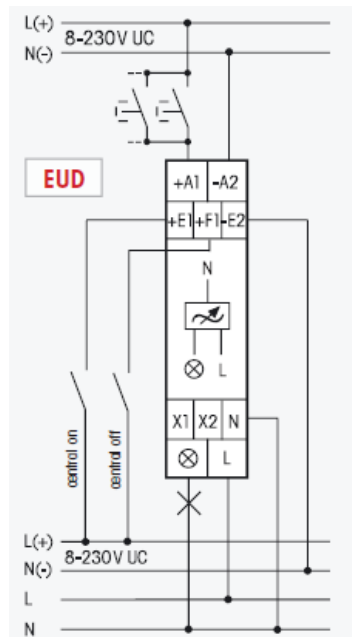 L(+)
8-230V UC
N(-)
EUD
+A1 -A2
+E1 +F1 -E2
N
L
X1 X2 N
L
central on
central off
L(+)
8-230V UC
N(-)
L
N